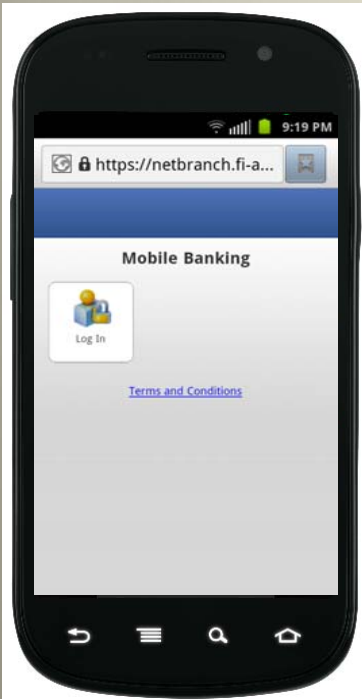 9:19 PM
https://netbranch.fi-a...
Mobile Banking
Log In
Terms and Conditions